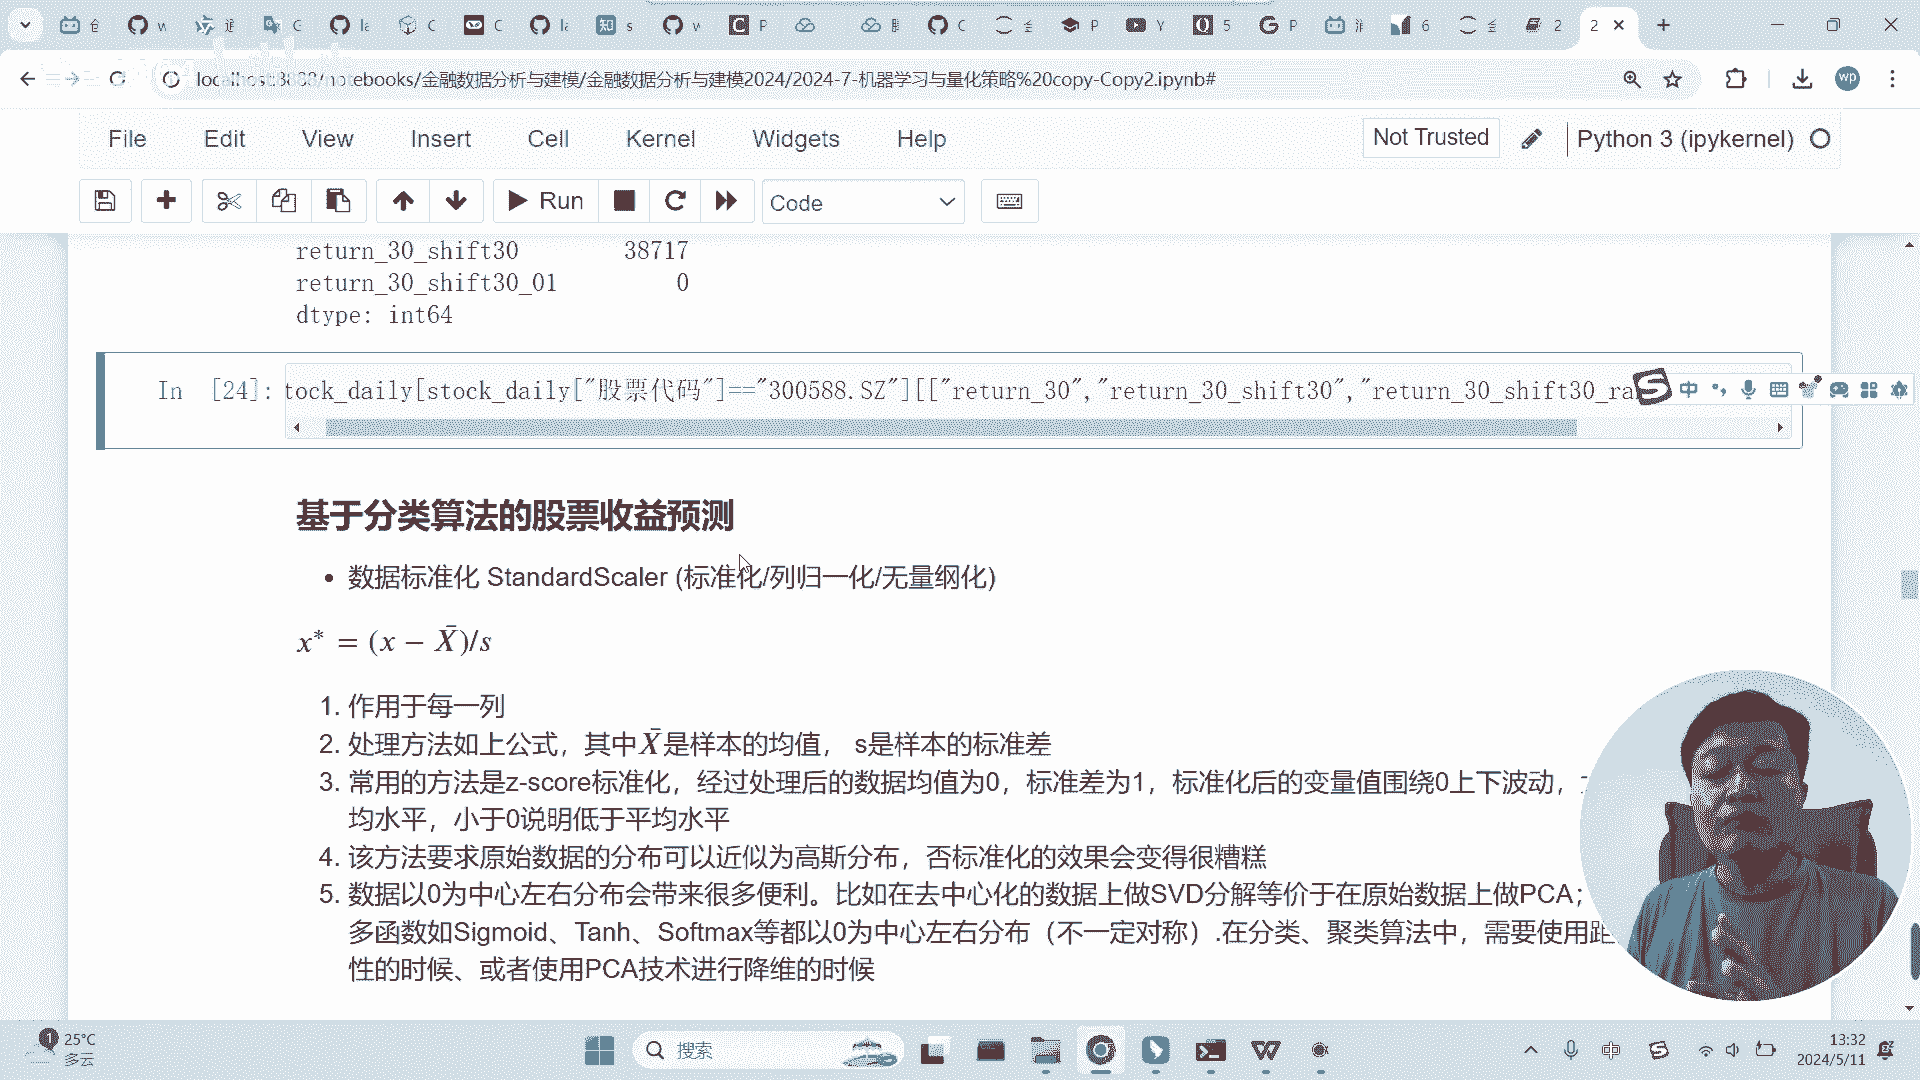 localhost:8888/notebooks/金融数据分析与建模/金融数据分析与建模2024/2024-7-机器学习与量化策略%20copy-Copy2.ipynb#
wp
File Edit View Insert Cell Kernel Widgets Help
Not Trusted
Python 3 (ipykernel)
Run
Code
return_30_shift30 38717
return_30_shift30_01 0
dtype: int64
In [24]: tock_daily[stock_daily["股票代码"]=="300588.SZ"][["return_30","return_30_shift30","return_30_shift30_ra
中
基于分类算法的股票收益预测
• 数据标准化 StandardScaler (标准化/列归一化/无量纲化)
x* = (x − X̄)/s
1. 作用于每一列
2. 处理方法如上公式，其中X̄是样本的均值， s是样本的标准差
3. 常用的方法是z-score标准化，经过处理后的数据均值为0，标准差为1，标准化后的变量值围绕0上下波动，
均水平，小于0说明低于平均水平
4. 该方法要求原始数据的分布可以近似为高斯分布，否标准化的效果会变得很糟糕
5. 数据以0为中心左右分布会带来很多便利。比如在去中心化的数据上做SVD分解等价于在原始数据上做PCA；
多函数如Sigmoid、Tanh、Softmax等都以0为中心左右分布（不一定对称）.在分类、聚类算法中，需要使用距
性的时候、或者使用PCA技术进行降维的时候
1
25°C
多云
搜索
中
13:32
2024/5/11